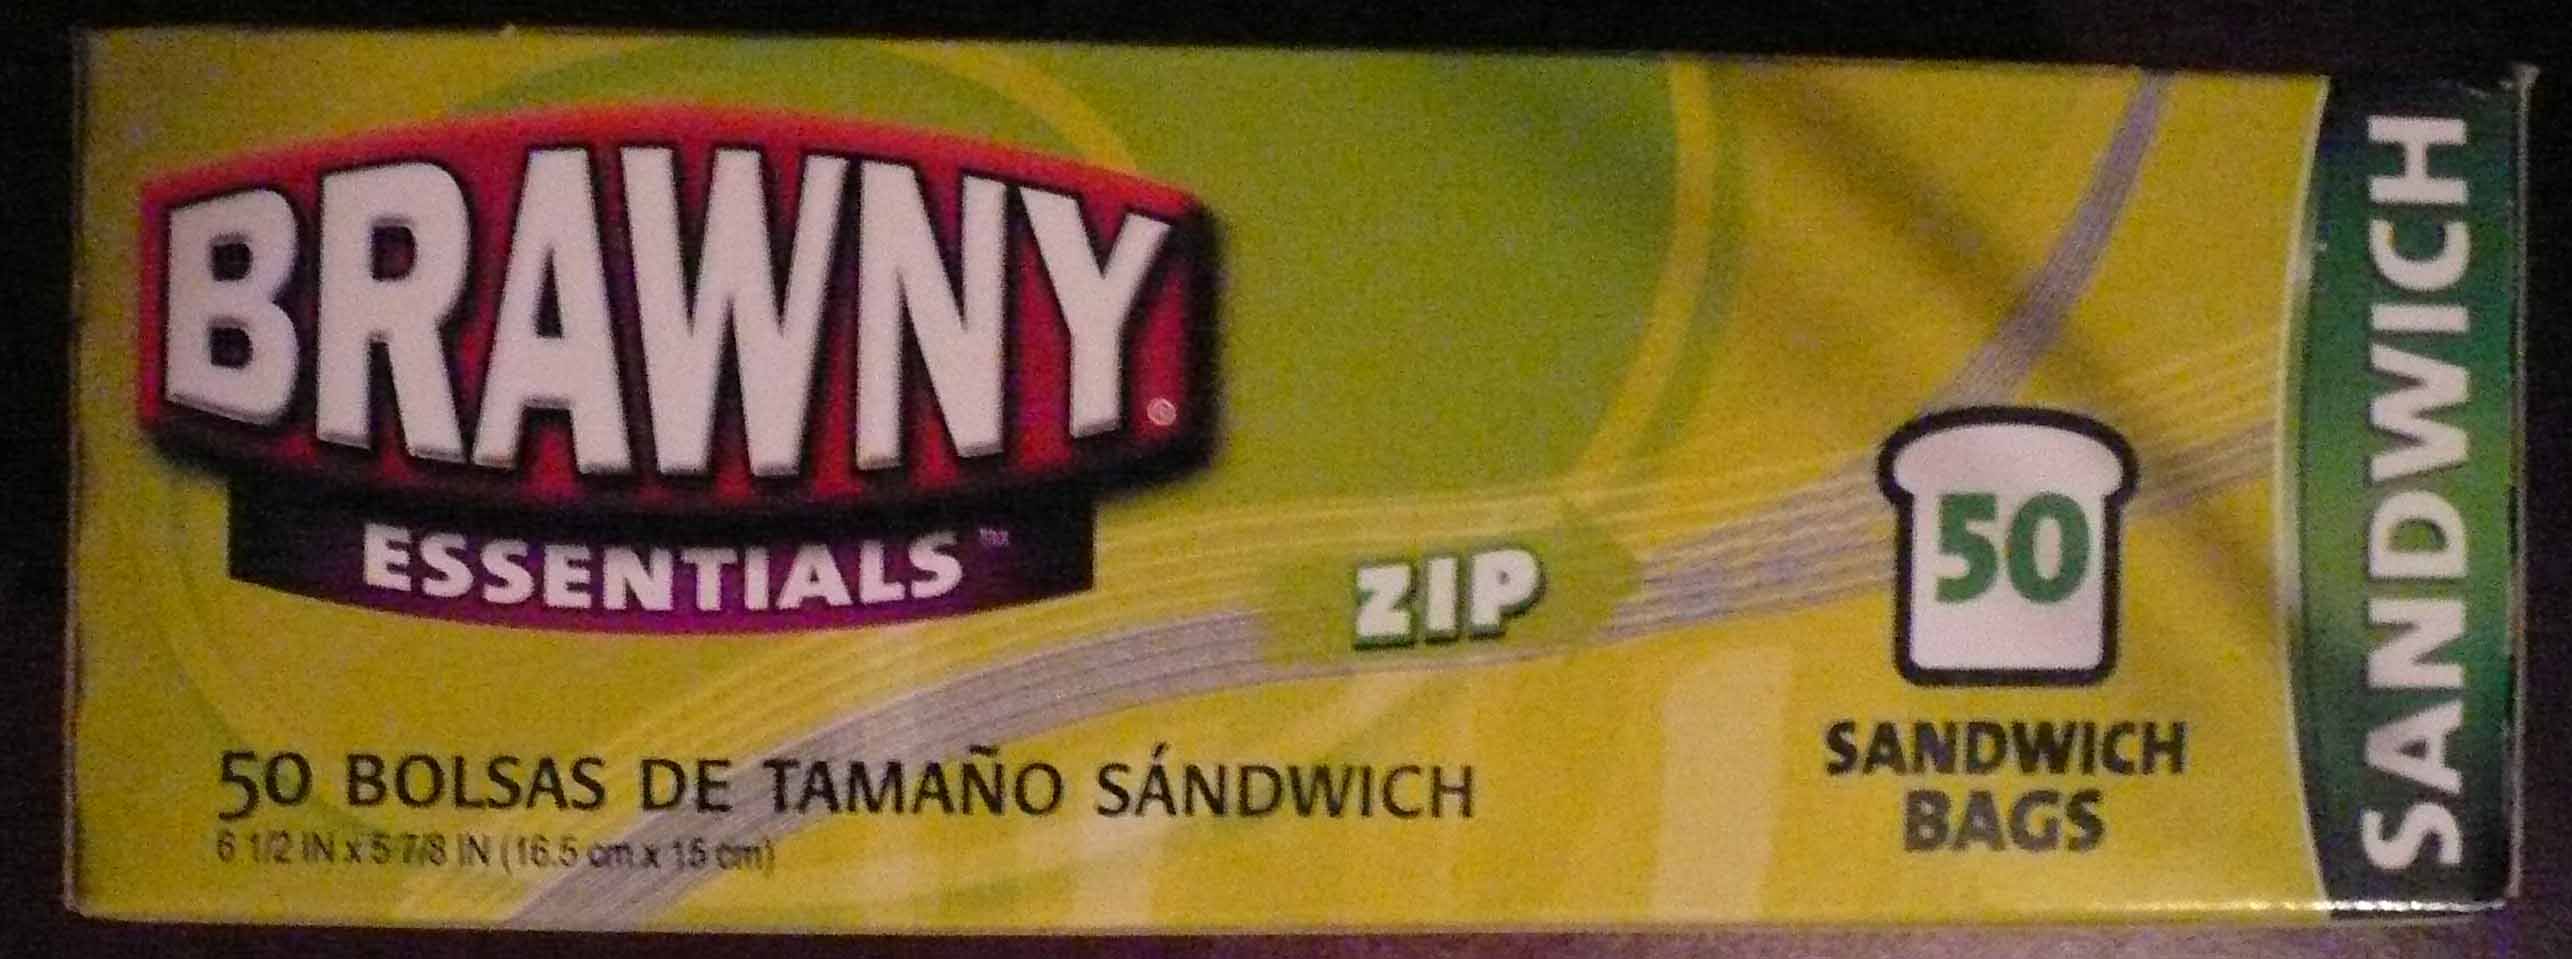 BRAWNY®
ESSENTIALS™
ZIP
50
SANDWICH
BAGS
50 BOLSAS DE TAMAÑO SÁNDWICH
6 1/2 IN x 5 7/8 IN (16.5 cm x 15 cm)
SANDWICH